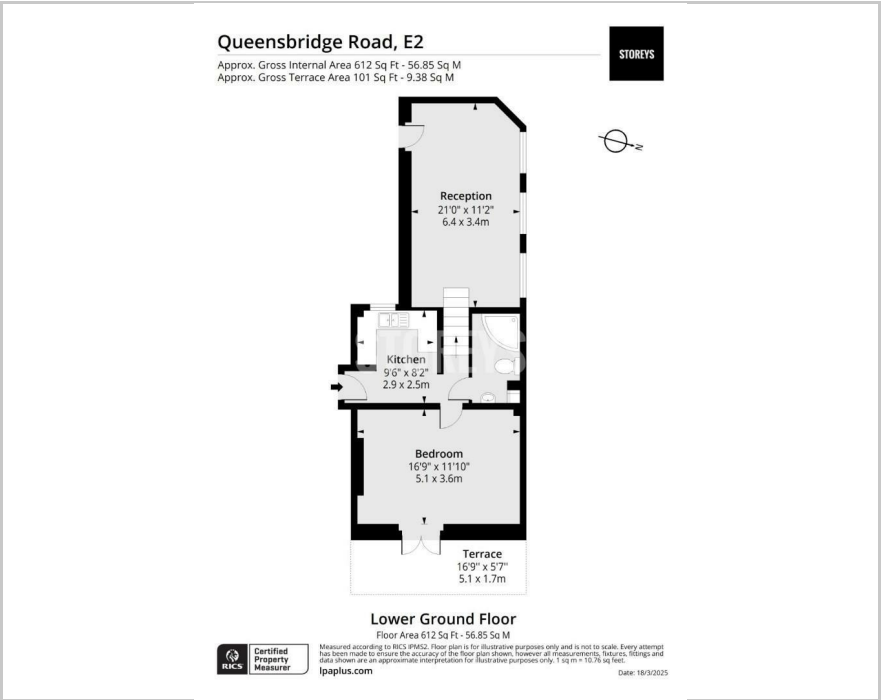 Queensbridge Road, E2
Approx. Gross Internal Area 612 Sq Ft - 56.85 Sq M
Approx. Gross Terrace Area 101 Sq Ft - 9.38 Sq M
STOREYS
N
Reception
21'0" x 11'2"
6.4 x 3.4m
STOREYS
Kitchen
9'6" x 8'2"
2.9 x 2.5m
Bedroom
16'9" x 11'10"
5.1 x 3.6m
Terrace
16'9" x 5'7"
5.1 x 1.7m
Lower Ground Floor
Floor Area 612 Sq Ft - 56.85 Sq M
RICS
Certified
Property
Measurer
Measured according to RICS IPMS2. Floor plan is for illustrative purposes only and is not to scale. Every attempt
has been made to ensure the accuracy of the floor plan shown, however all measurements, fixtures, fittings and
data shown are an approximate interpretation for illustrative purposes only. 1 sq m = 10.76 sq feet.
lpaplus.com
Date: 18/3/2025